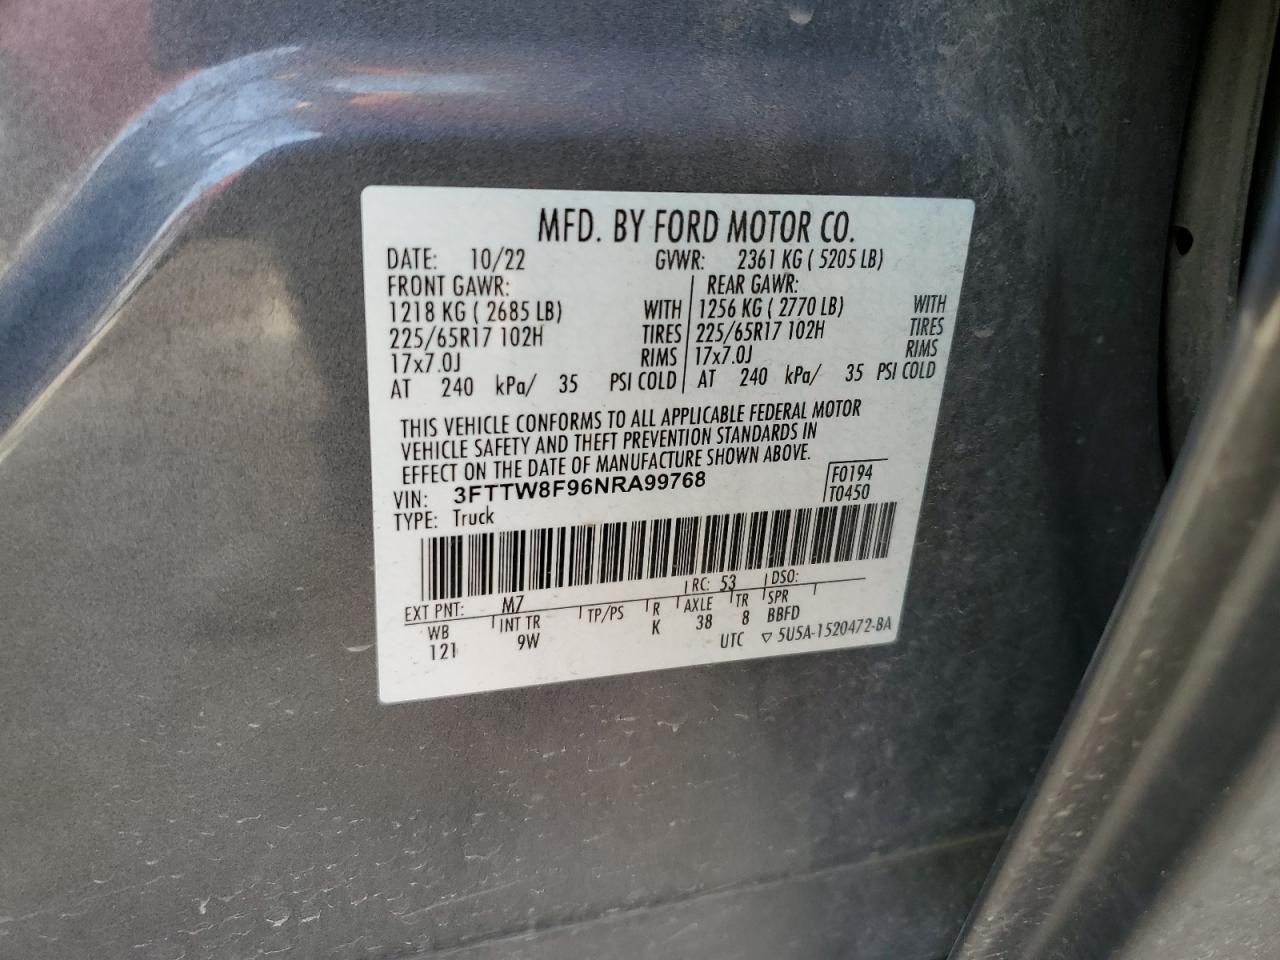 MFD. BY FORD MOTOR CO.
DATE: 10/22 GVWR: 2361 KG ( 5205 LB)
FRONT GAWR: REAR GAWR:
1218 KG ( 2685 LB) WITH 1256 KG ( 2770 LB) WITH
225/65R17 102H TIRES 225/65R17 102H TIRES
17x7.0J RIMS 17x7.0J RIMS
AT 240 kPa/ 35 PSI COLD AT 240 kPa/ 35 PSI COLD
THIS VEHICLE CONFORMS TO ALL APPLICABLE FEDERAL MOTOR
VEHICLE SAFETY AND THEFT PREVENTION STANDARDS IN
EFFECT ON THE DATE OF MANUFACTURE SHOWN ABOVE.
VIN: 3FTTW8F96NRA99768 F0194
TYPE: Truck T0450
EXT PNT: M7 RC: 53 DSO:
WB INT TR TP/PS R AXLE TR SPR
121 9W K 38 8 BBFD
UTC ▽ 5U5A-1520472-BA